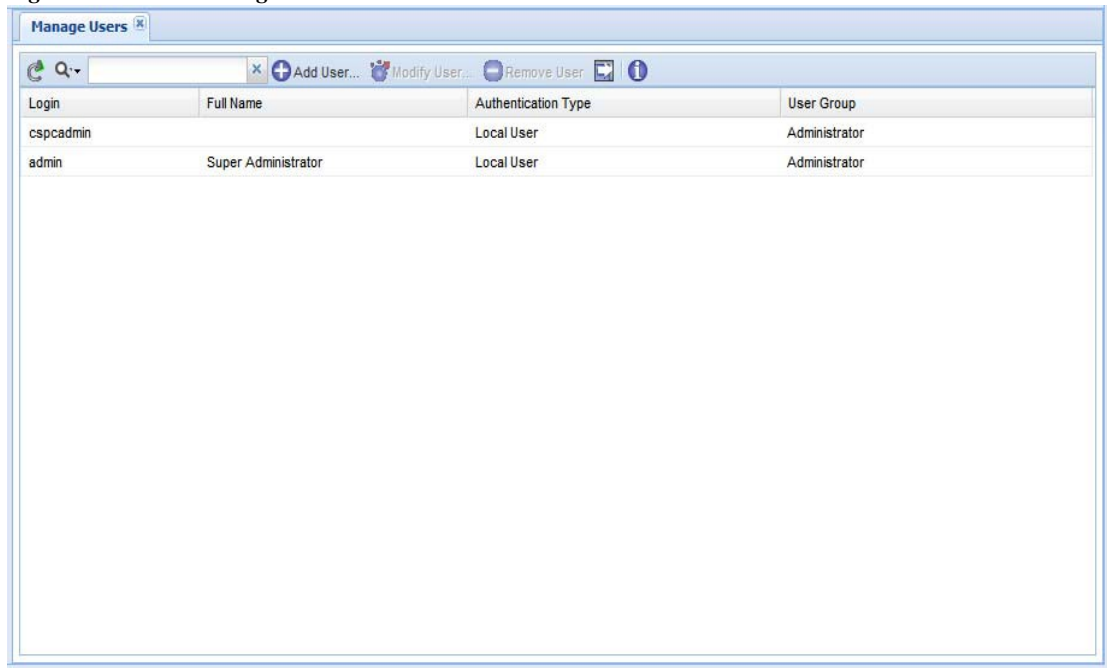 Manage Users
Add User... Modify User... Remove User
Login Full Name Authentication Type User Group
cspcadmin Local User Administrator
admin Super Administrator Local User Administrator